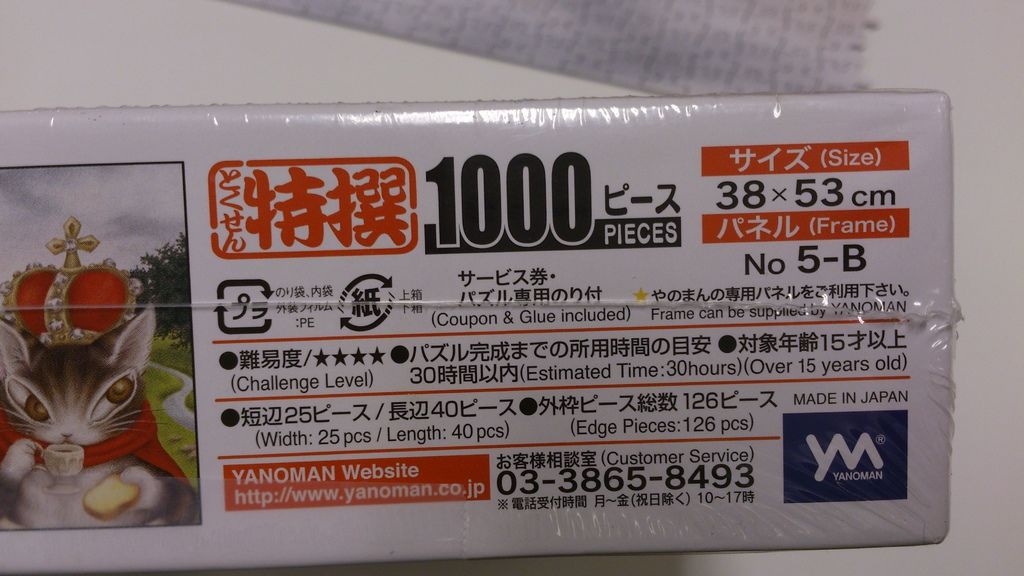 とくせん 特撰
1000 ピース
PIECES
サイズ (Size)
38×53 cm
パネル (Frame)
No 5-B
★やのまんの専用パネルをご利用下さい。
Frame can be supplied by YANOMAN
プラ
のり袋、内袋
外装フィルム
:PE
紙
上箱
下箱
サービス券・
パズル専用のり付
(Coupon & Glue included)
●難易度/★★★★ ●パズル完成までの所用時間の目安 ●対象年齢15才以上
(Challenge Level) 30時間以内(Estimated Time:30hours)(Over 15 years old)
●短辺25ピース / 長辺40ピース ●外枠ピース総数 126ピース
(Width: 25 pcs / Length: 40 pcs) (Edge Pieces:126 pcs)
MADE IN JAPAN
YM®
YANOMAN
YANOMAN Website
http://www.yanoman.co.jp
お客様相談室 (Customer Service)
03-3865-8493
※電話受付時間 月～金(祝日除く) 10～17時